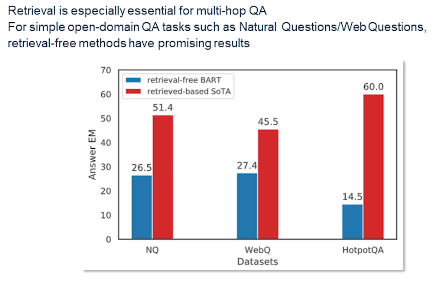 Retrieval is especially essential for multi-hop QA
For simple open-domain QA tasks such as Natural Questions/WebQuestions,
retrieval-free methods have promising results
70
60
50
40
30
20
10
0
Answer EM
retrieval-free BART
retrieved-based SoTA
26.5
51.4
27.4
45.5
14.5
60.0
NQ
WebQ
HotpotQA
Datasets